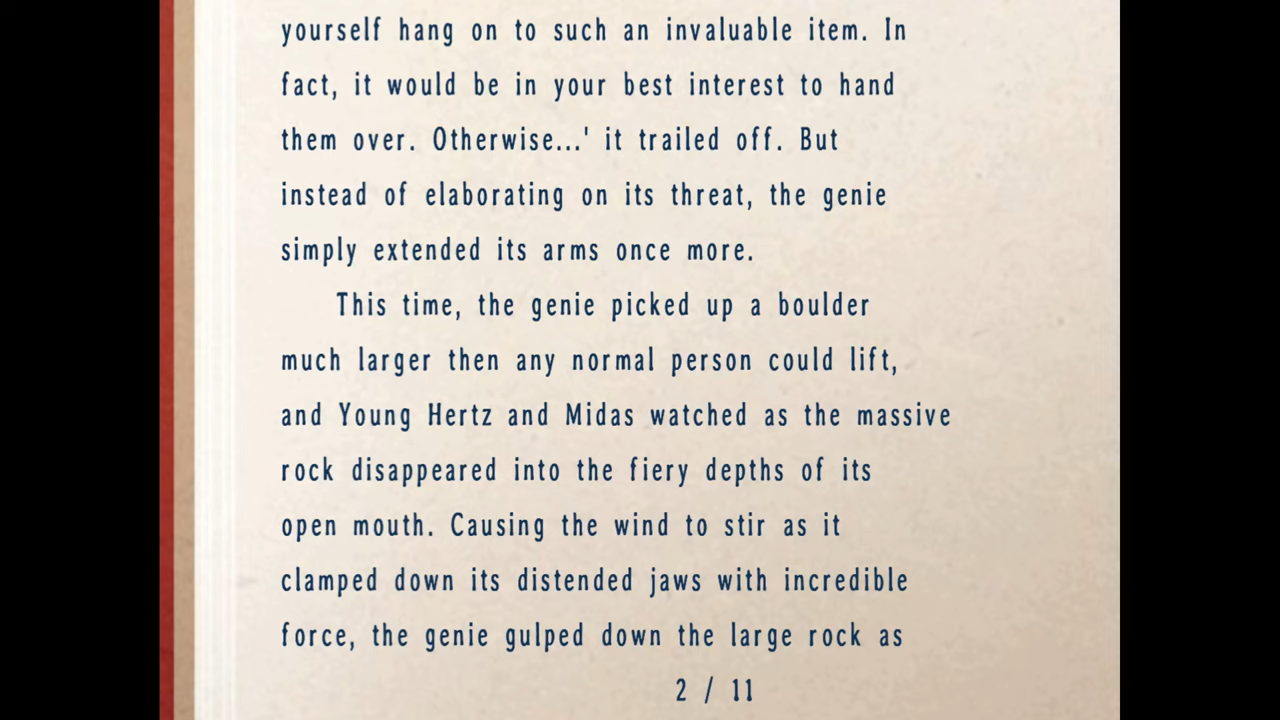 yourself hang on to such an invaluable item. In
fact, it would be in your best interest to hand
them over. Otherwise...' it trailed off. But
instead of elaborating on its threat, the genie
simply extended its arms once more.
This time, the genie picked up a boulder
much larger then any normal person could lift,
and Young Hertz and Midas watched as the massive
rock disappeared into the fiery depths of its
open mouth. Causing the wind to stir as it
clamped down its distended jaws with incredible
force, the genie gulped down the large rock as
2 / 11